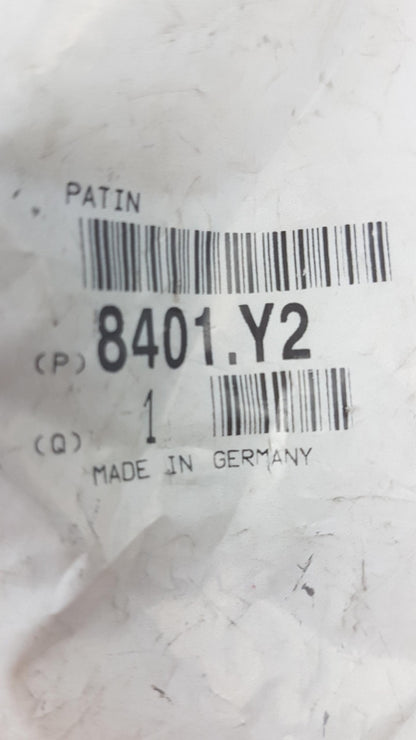 PATIN
(P) 8401.Y2
(Q) 1
MADE IN GERMANY